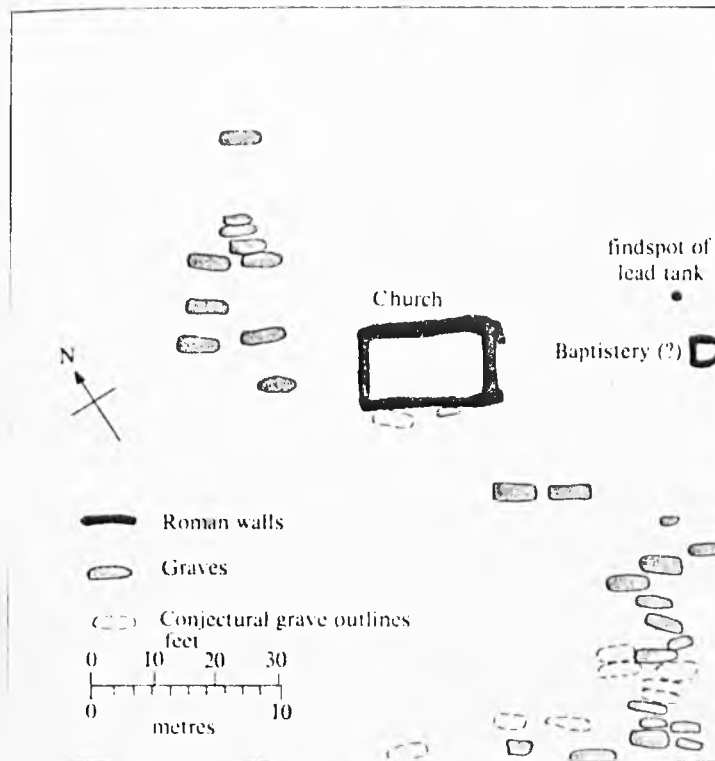 findspot of
lead tank
Church
Baptistery (?)
N
Roman walls
Graves
Conjectural grave outlines
feet
0 10 20 30
0 10
metres